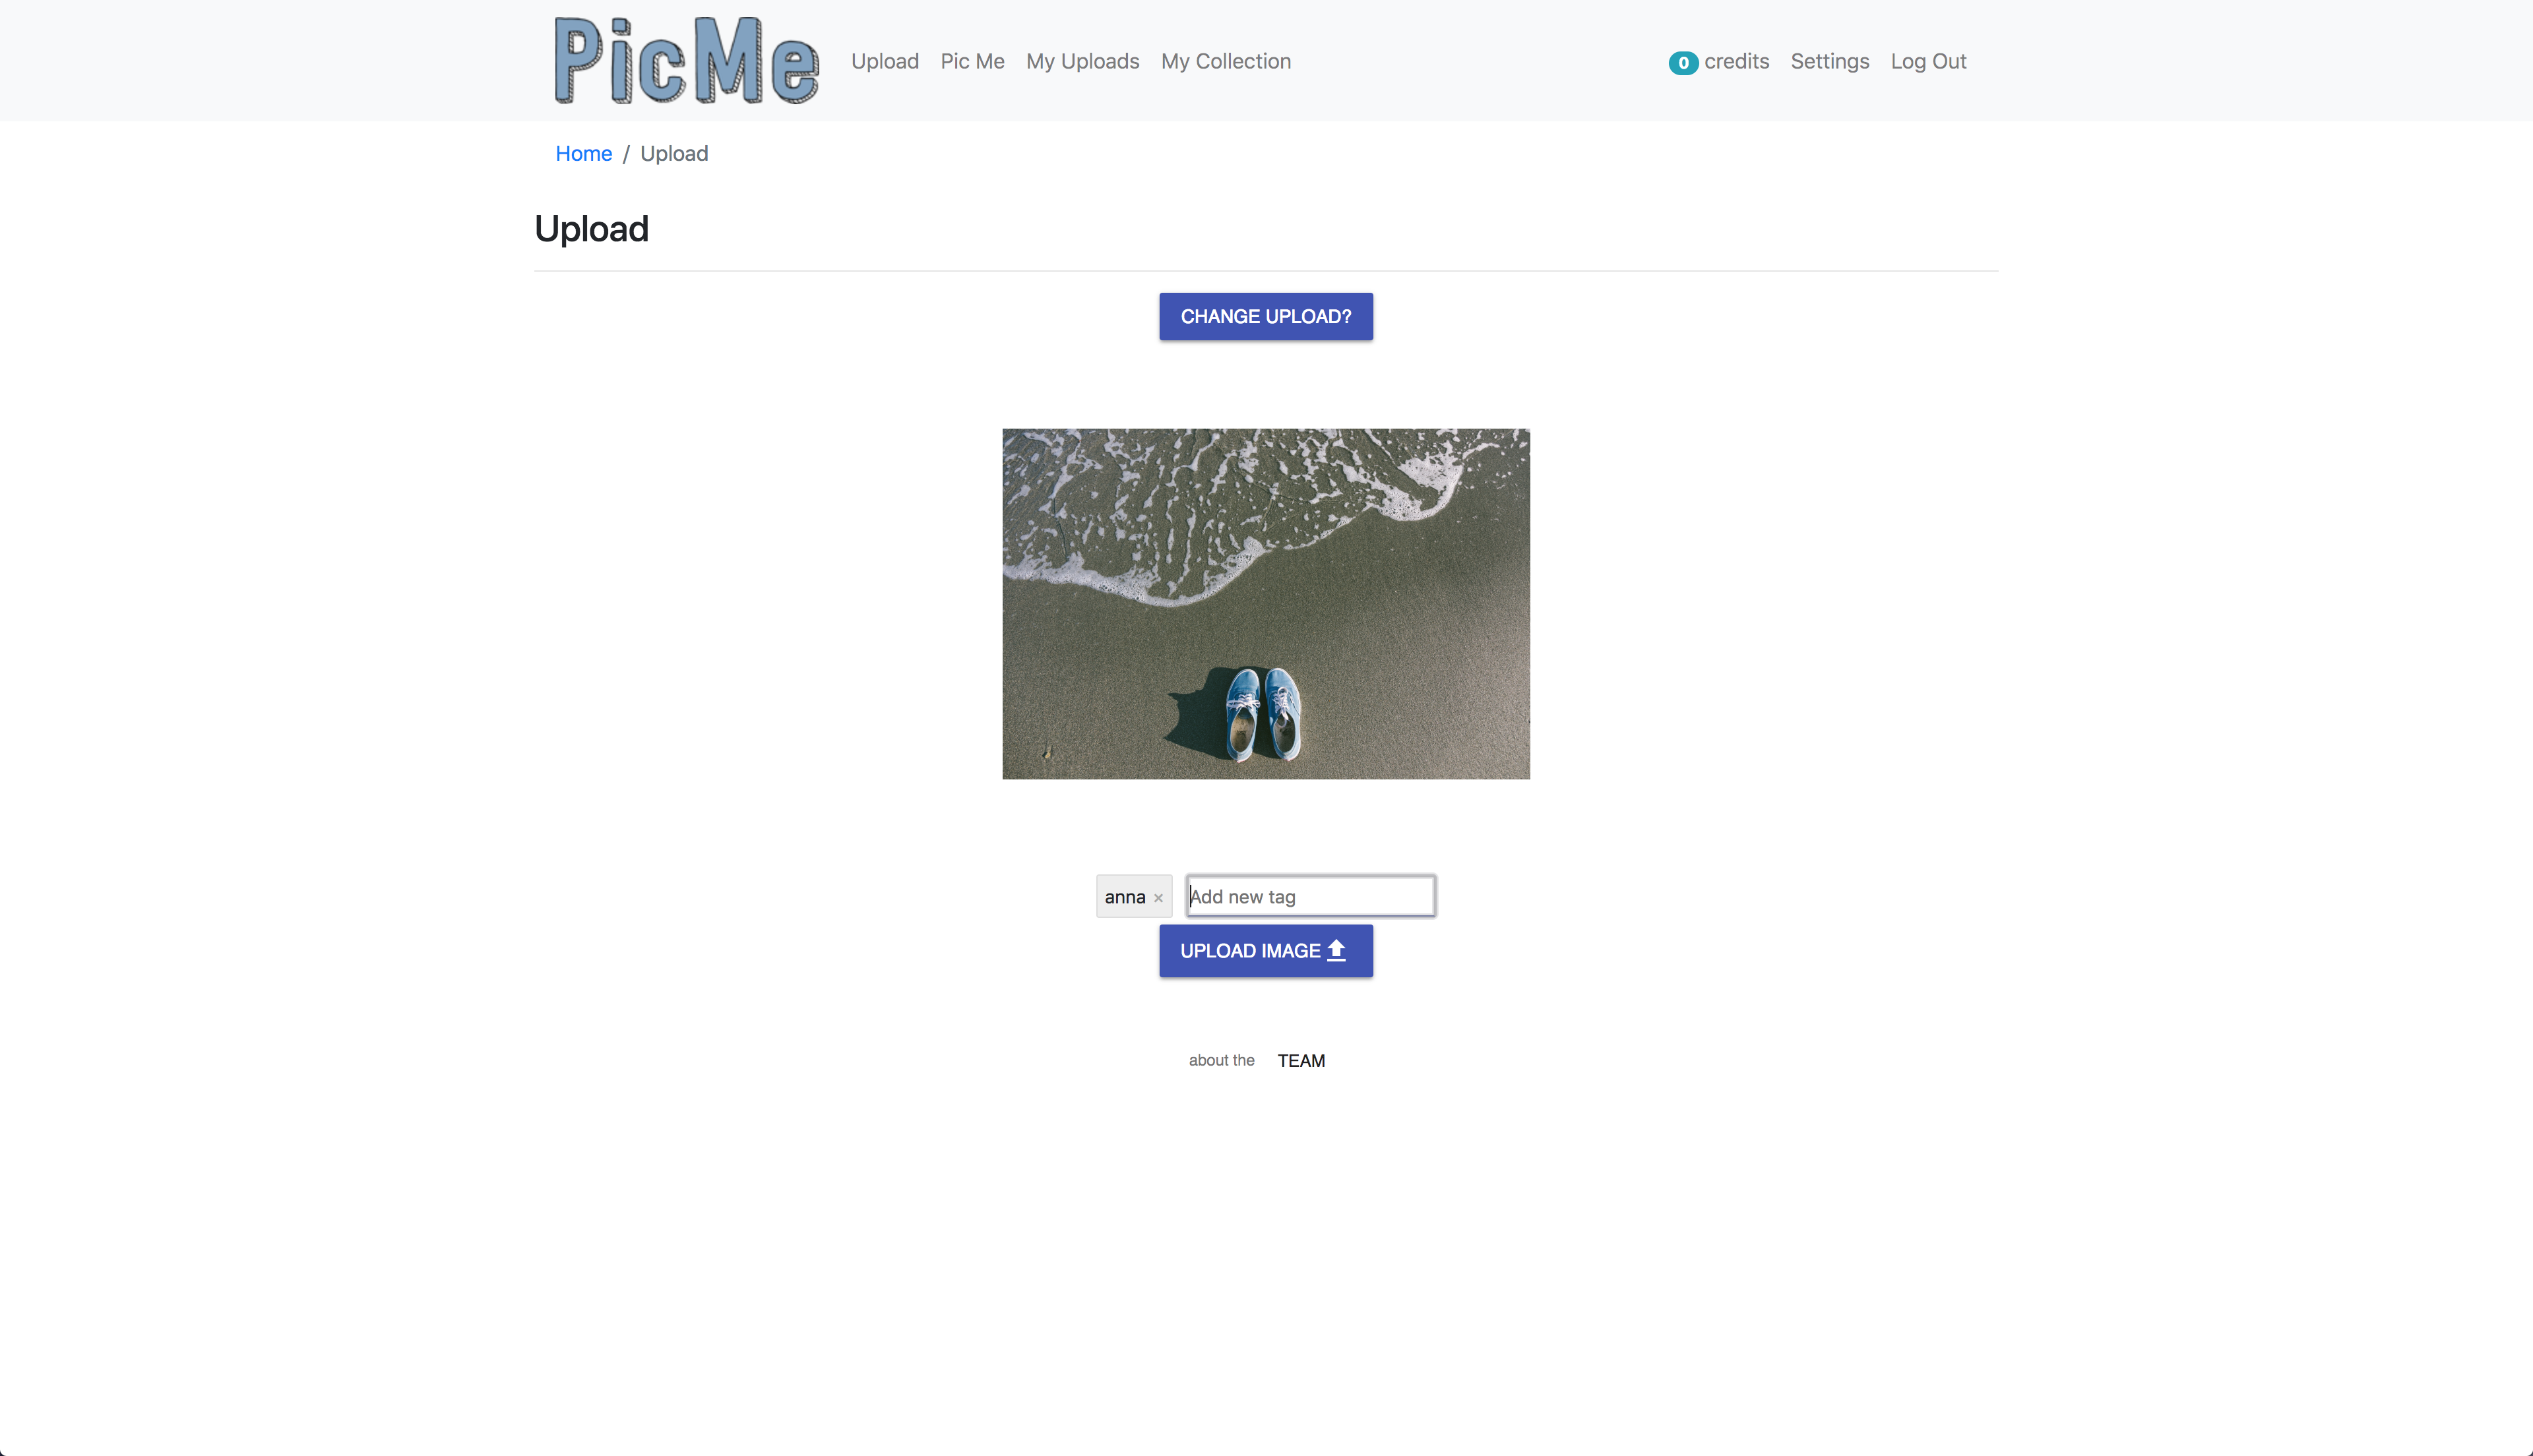 PicMe Upload Pic Me My Uploads My Collection 0 credits Settings Log Out
Home / Upload
Upload
CHANGE UPLOAD?
anna × Add new tag
UPLOAD IMAGE
about the TEAM